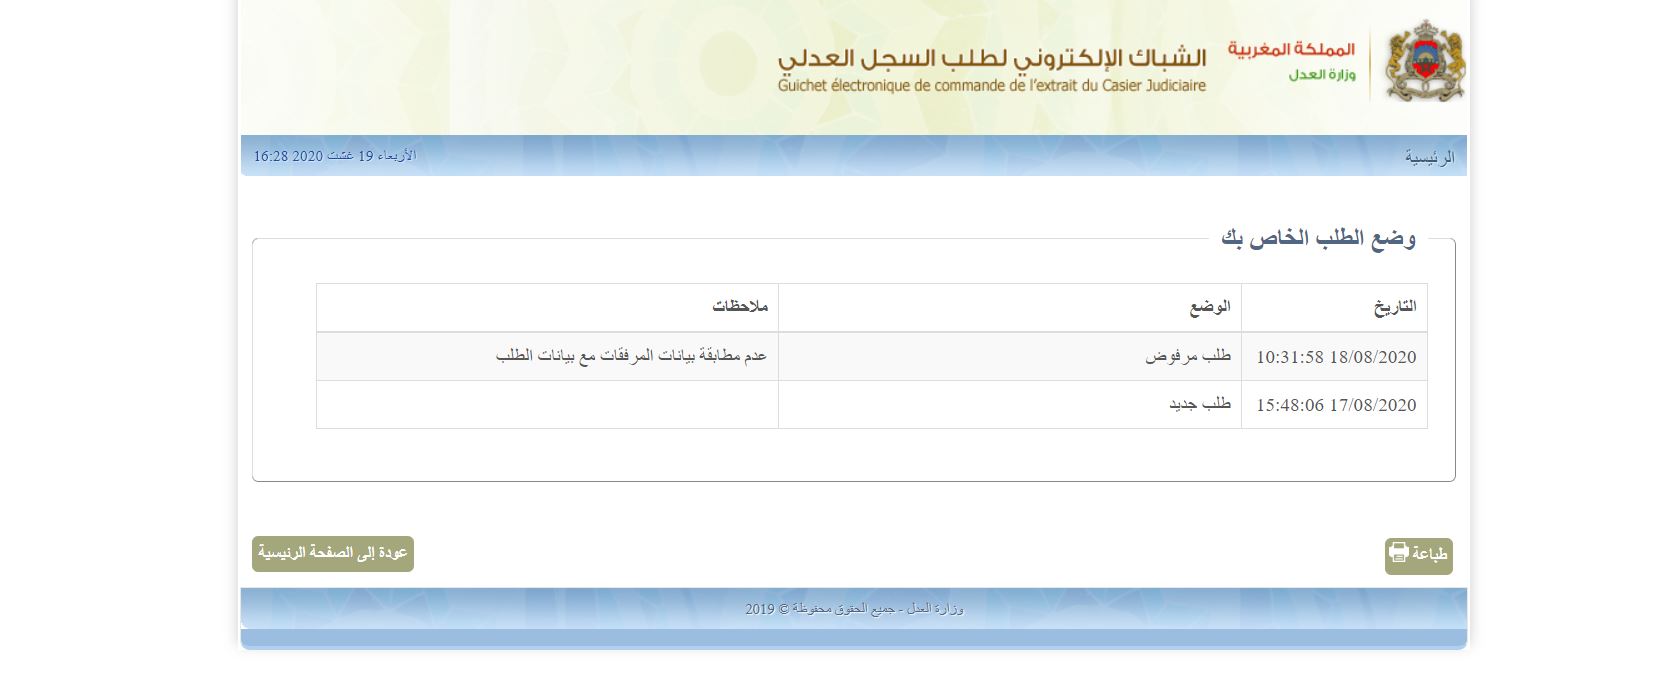 المملكة المغربية
وزارة العدل
الشباك الإلكتروني لطلب السجل العدلي
Guichet électronique de commande de l'extrait du Casier Judiciaire
الرئيسية
الأربعاء 19 غشت 2020 16:28
وضع الطلب الخاص بك
التاريخ الوضع ملاحظات
18/08/2020 10:31:58 طلب مرفوض عدم مطابقة بيانات المرفقات مع بيانات الطلب
17/08/2020 15:48:06 طلب جديد
طباعة
عودة إلى الصفحة الرئيسية
وزارة العدل - جميع الحقوق محفوظة © 2019